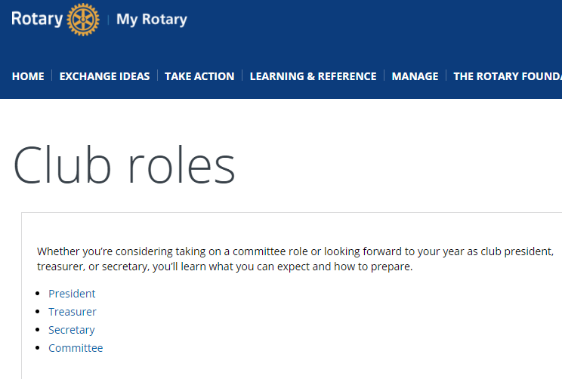 Rotary | My Rotary
HOME | EXCHANGE IDEAS | TAKE ACTION | LEARNING & REFERENCE | MANAGE | THE ROTARY
Club roles
Whether you're considering taking on a committee role or looking forward to your year as club president,
treasurer, or secretary, you'll learn what you can expect and how to prepare.
• President
• Treasurer
• Secretary
• Committee